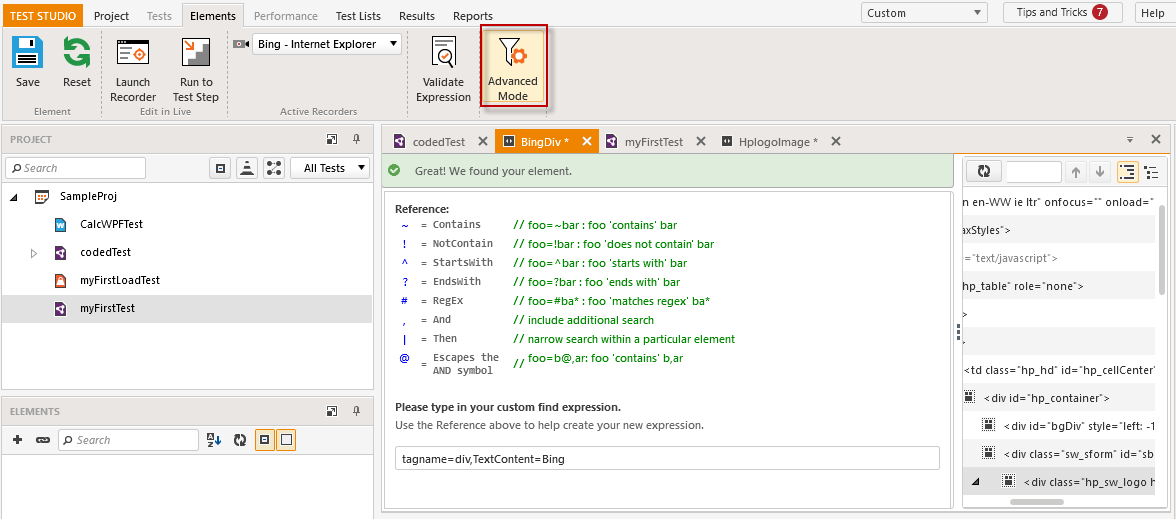 TEST STUDIO Project Tests Elements Performance Test Lists Results Reports Custom Tips and Tricks 7 Help
Save Reset Launch Recorder Run to Test Step Bing - Internet Explorer Validate Expression Advanced Mode
Element Edit in Live Active Recorders
PROJECT
Search All Tests
SampleProj
CalcWPFTest
codedTest
myFirstLoadTest
myFirstTest
ELEMENTS
Search
codedTest BingDiv * myFirstTest HplogoImage *
Great! We found your element.
Reference:
~ = Contains // foo=~bar : foo 'contains' bar
! = NotContain // foo=!bar : foo 'does not contain' bar
^ = StartsWith // foo=^bar : foo 'starts with' bar
? = EndsWith // foo=?bar : foo 'ends with' bar
# = RegEx // foo=#ba* : foo 'matches regex' ba*
, = And // include additional search
| = Then // narrow search within a particular element
@ = Escapes the AND symbol // foo=b@,ar: foo 'contains' b,ar
Please type in your custom find expression.
Use the Reference above to help create your new expression.
tagname=div,TextContent=Bing
n en-WW ie ltr" onfocus="" onload="
axStyles">
="text/javascript">
hp_table" role="none">
>
>
<td class="hp_hd" id="hp_cellCenter"
<div id="hp_container">
<div id="bgDiv" style="left: -1
<div class="sw_sform" id="sb
<div class="hp_sw_logo h